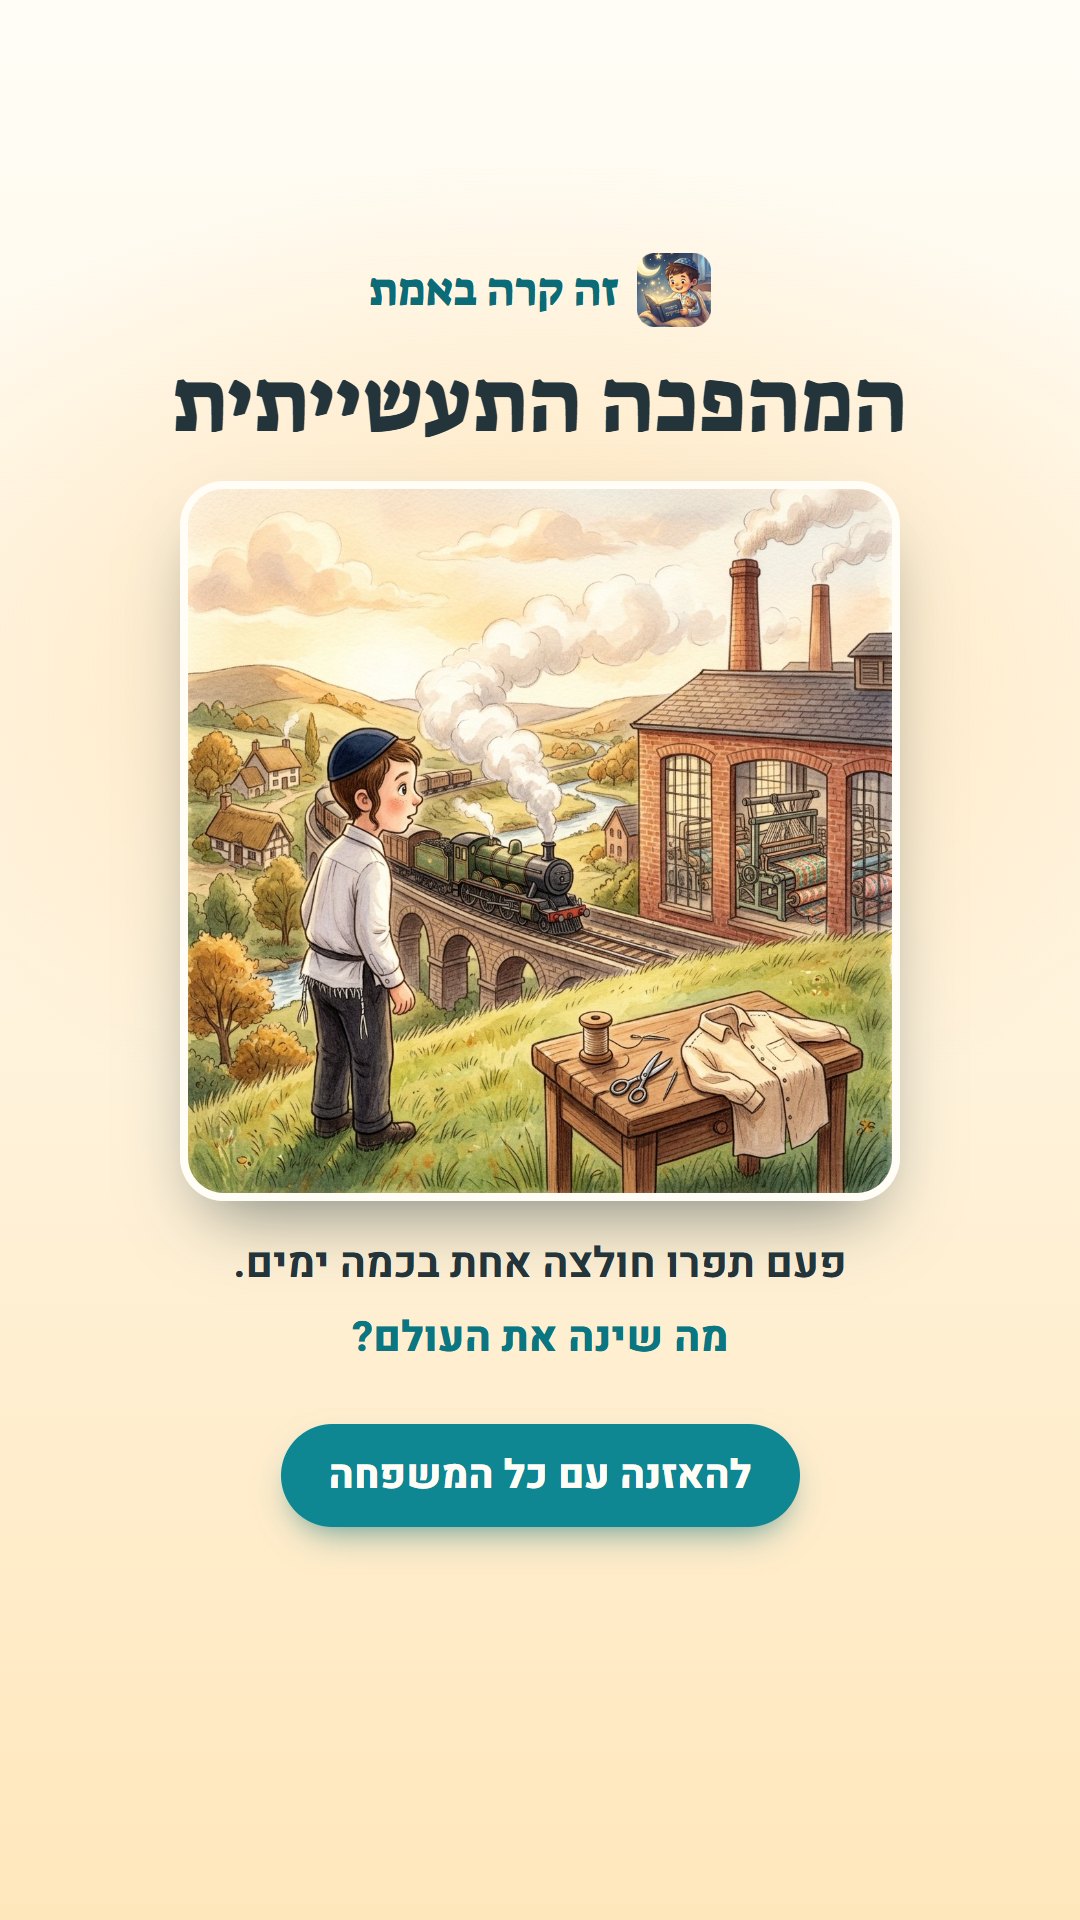 זה קרה באמת
המהפכה התעשייתית
פעם תפרו חולצה אחת בכמה ימים.
מה שינה את העולם?
להאזנה עם כל המשפחה